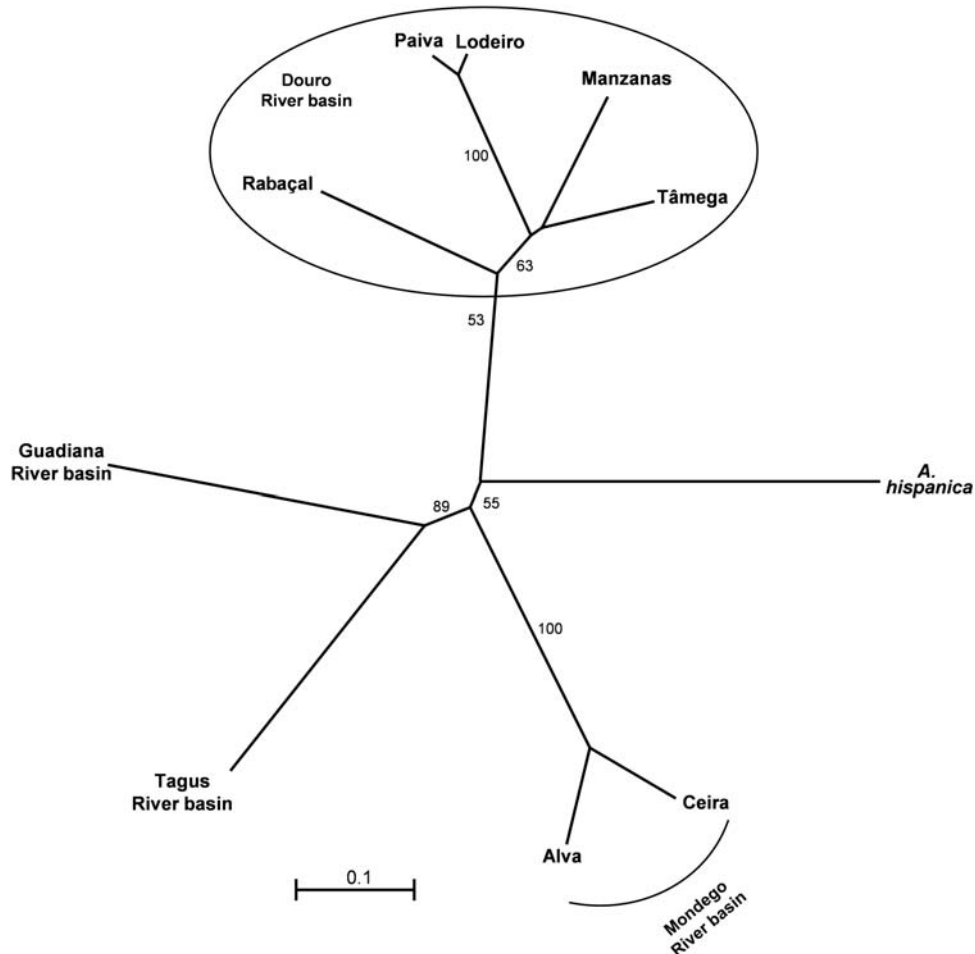 Paiva
Lodeiro
Douro
River basin
Manzanas
100
Rabaçal
Tâmega
63
53
Guadiana
River basin
A.
hispanica
89
55
100
Tagus
River basin
Ceira
Alva
0.1
Mondego
River basin